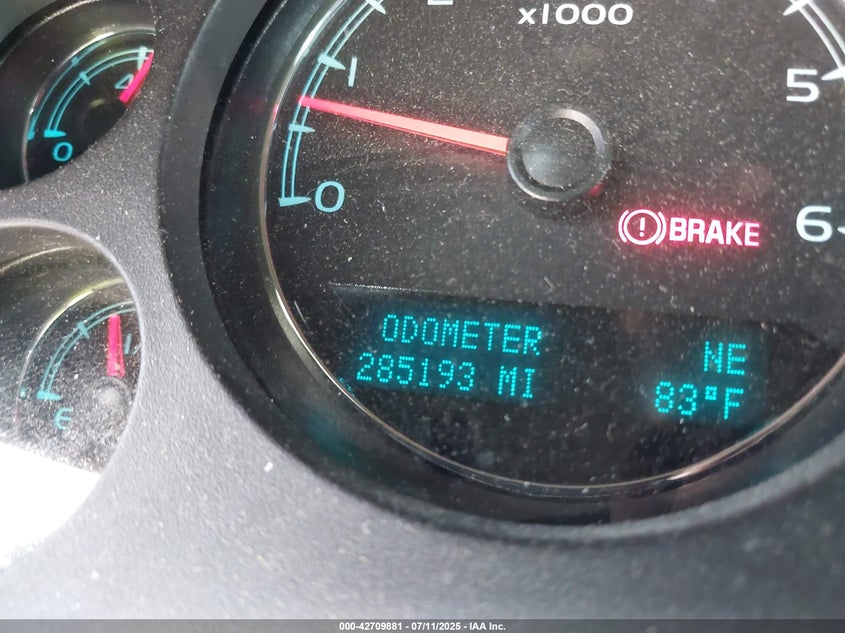 x1000
4
1
5
0
0
6
BRAKE
ODOMETER
NE
285193 MI
83°F
E
000-42709881 - 07/11/2025 - IAA Inc.